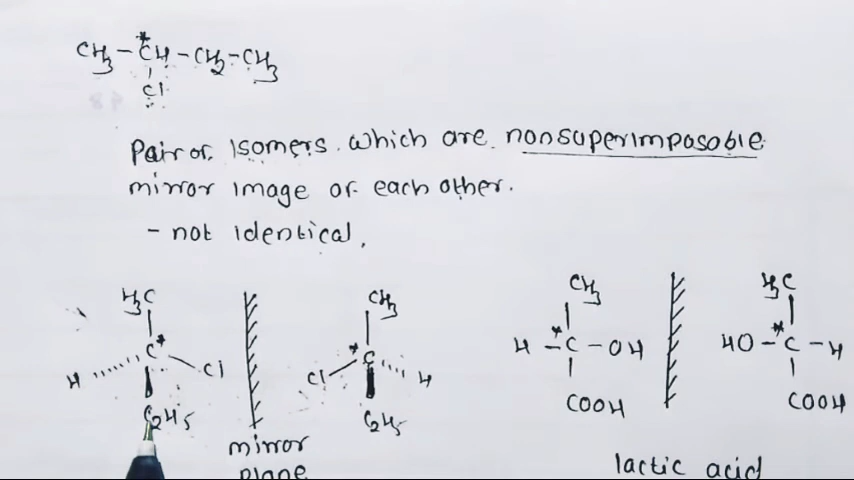 CH3 - *CH - CH2 - CH3
Cl
Pair of Isomers which are nonsuperimposable
mirror image of each other.
- not identical,
H3C
C*
H
Cl
C2H5
mirror
plane
CH3
*C
Cl
H
C2H5
CH3
H - *C - OH
COOH
H3C
HO - *C - H
COOH
lactic acid